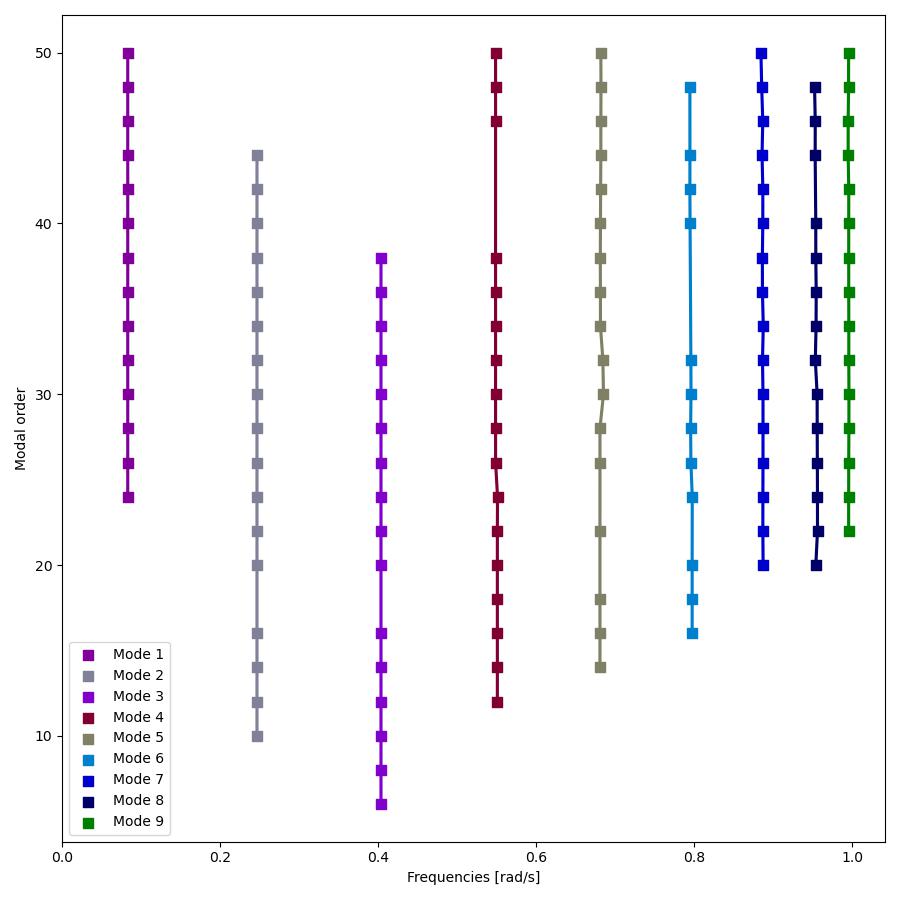 50
40
30
20
10
Modal order
Mode 1
Mode 2
Mode 3
Mode 4
Mode 5
Mode 6
Mode 7
Mode 8
Mode 9
0.0 0.2 0.4 0.6 0.8 1.0
Frequencies [rad/s]